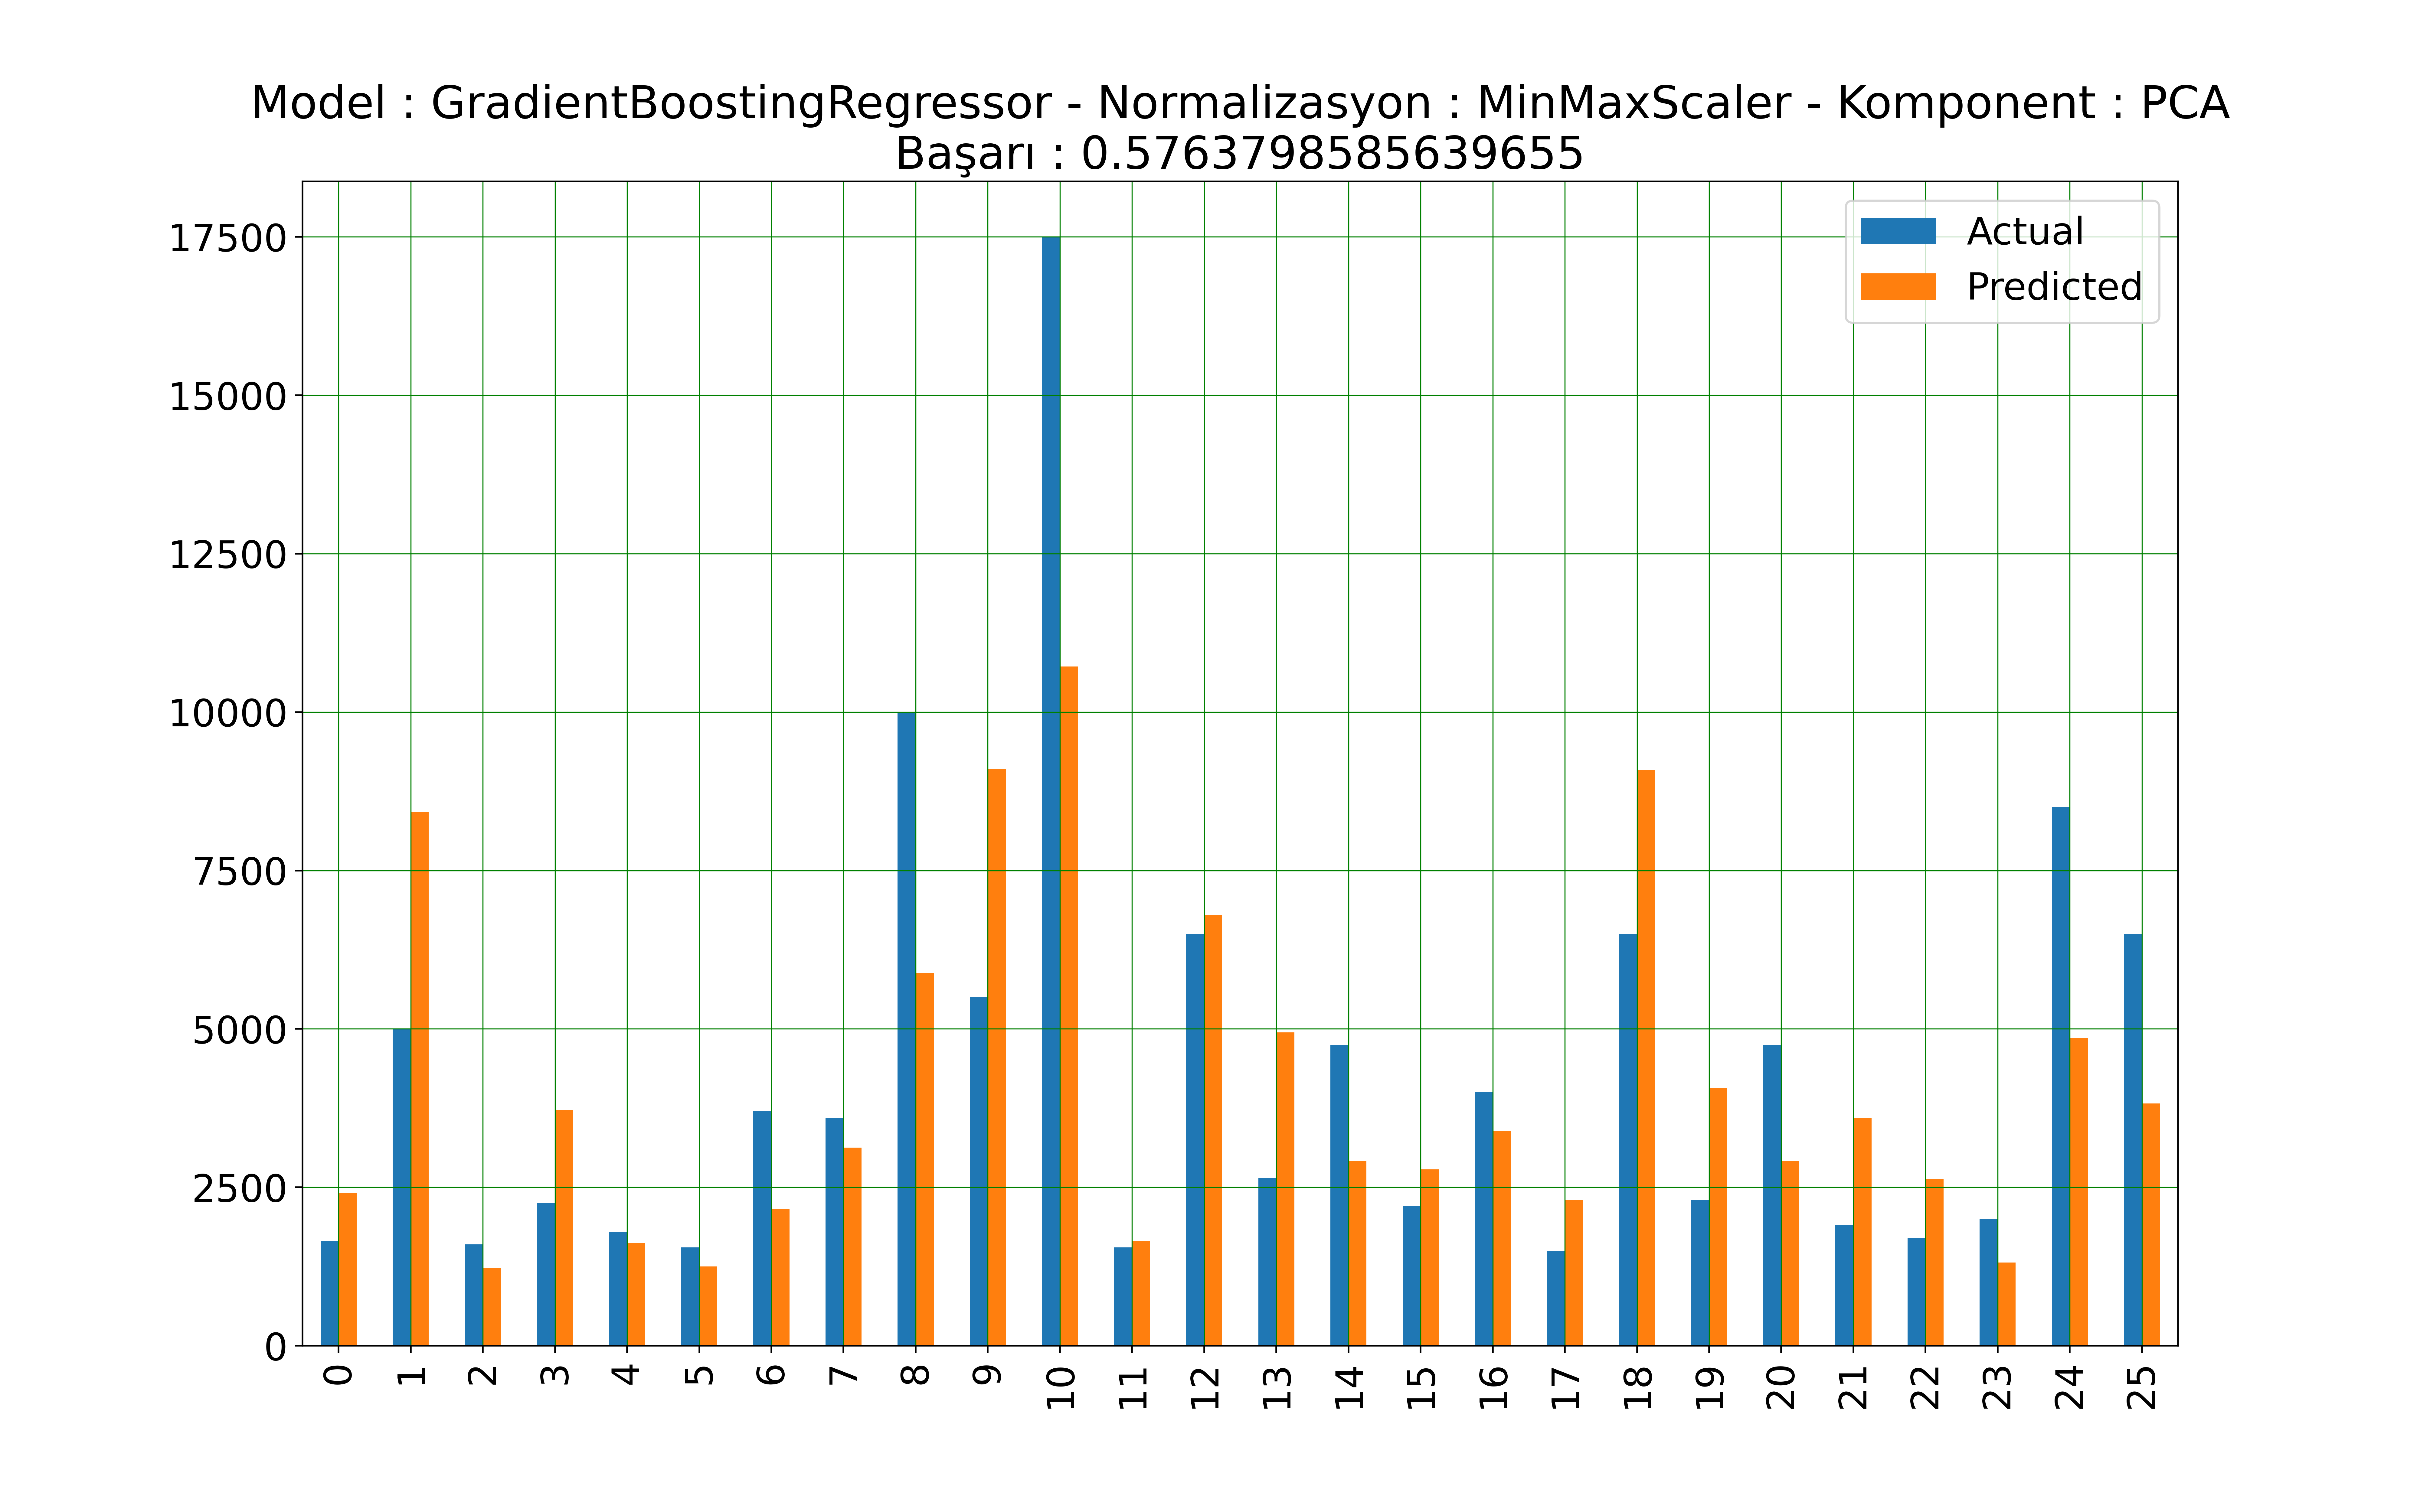 Model : GradientBoostingRegressor - Normalizasyon : MinMaxScaler - Komponent : PCA
Başarı : 0.5763798585639655
Actual
Predicted
17500
15000
12500
10000
7500
5000
2500
0
0 1 2 3 4 5 6 7 8 9 10 11 12 13 14 15 16 17 18 19 20 21 22 23 24 25